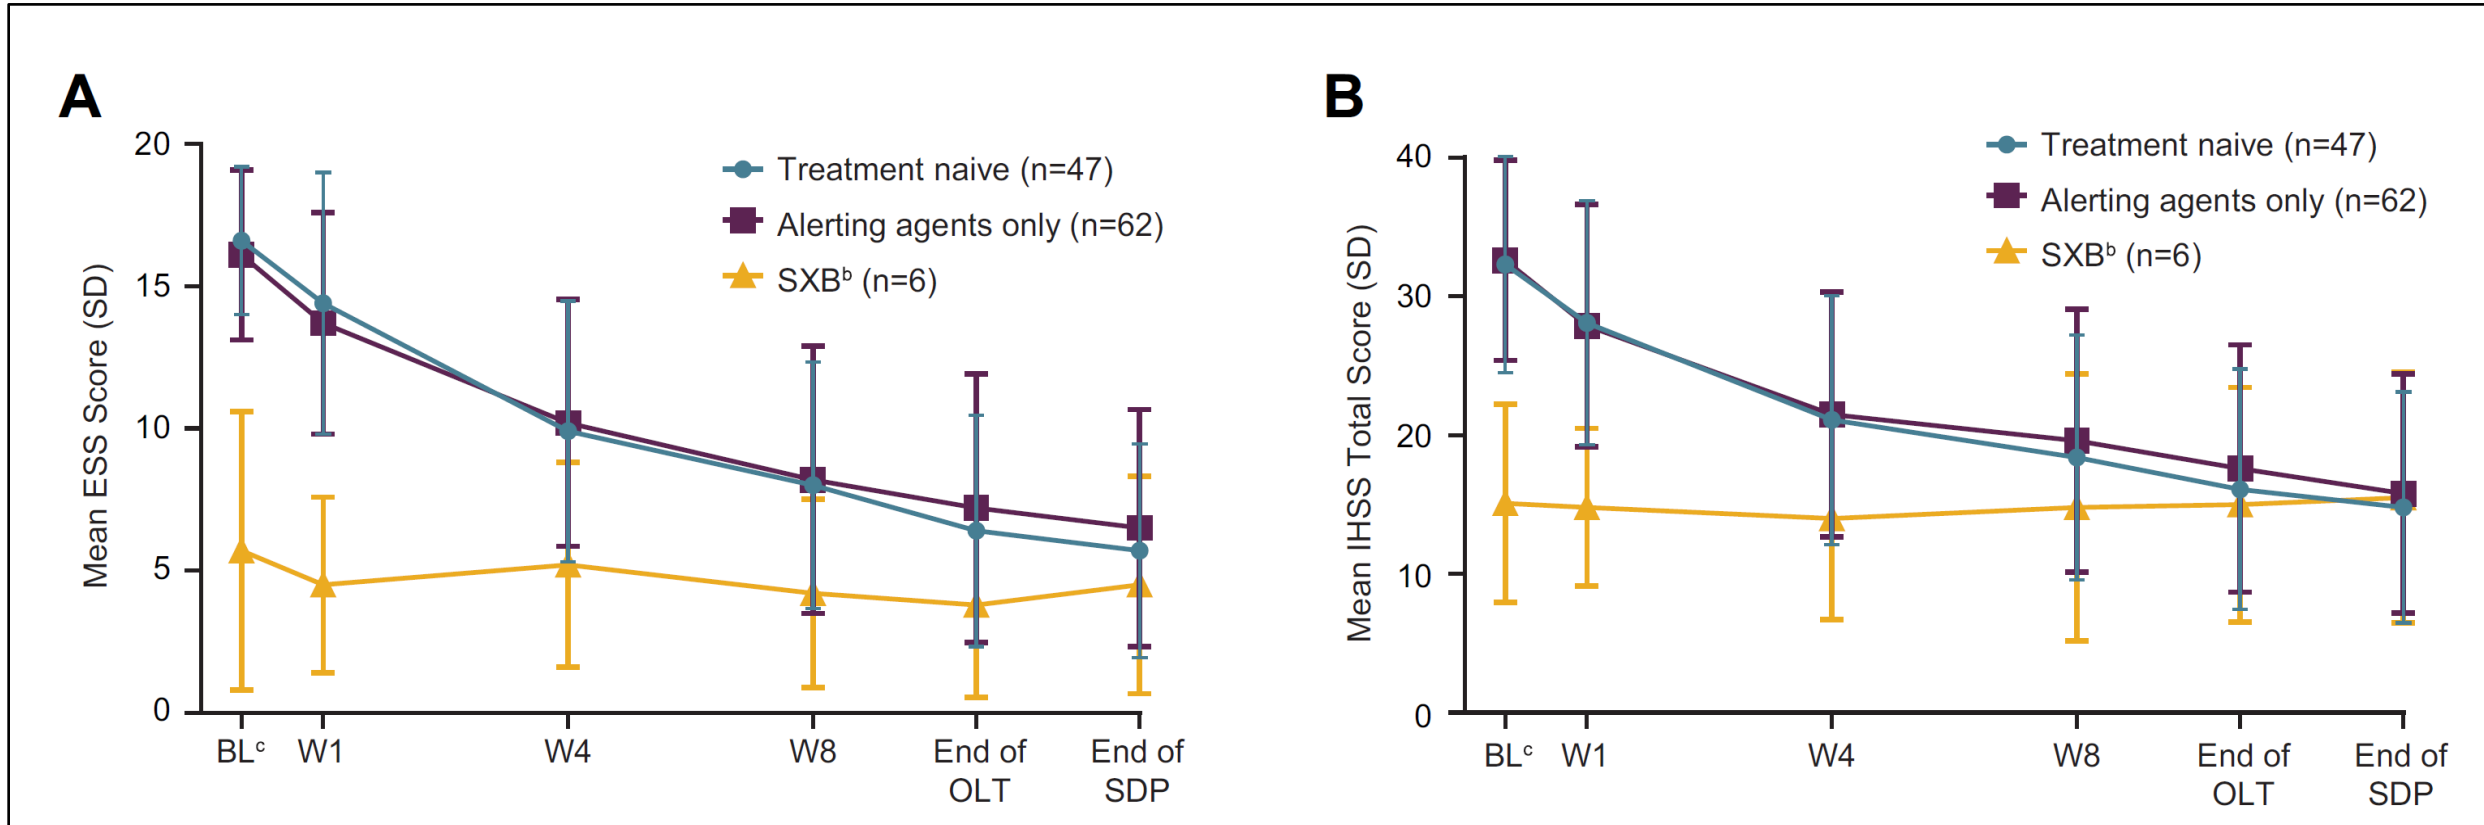 A
Mean ESS Score (SD)
20
15
10
5
0
Treatment naive (n=47)
Alerting agents only (n=62)
SXBᵇ (n=6)
BLᶜ W1 W4 W8 End of End of
OLT SDP
B
Mean IHSS Total Score (SD)
40
30
20
10
0
Treatment naive (n=47)
Alerting agents only (n=62)
SXBᵇ (n=6)
BLᶜ W1 W4 W8 End of End of
OLT SDP